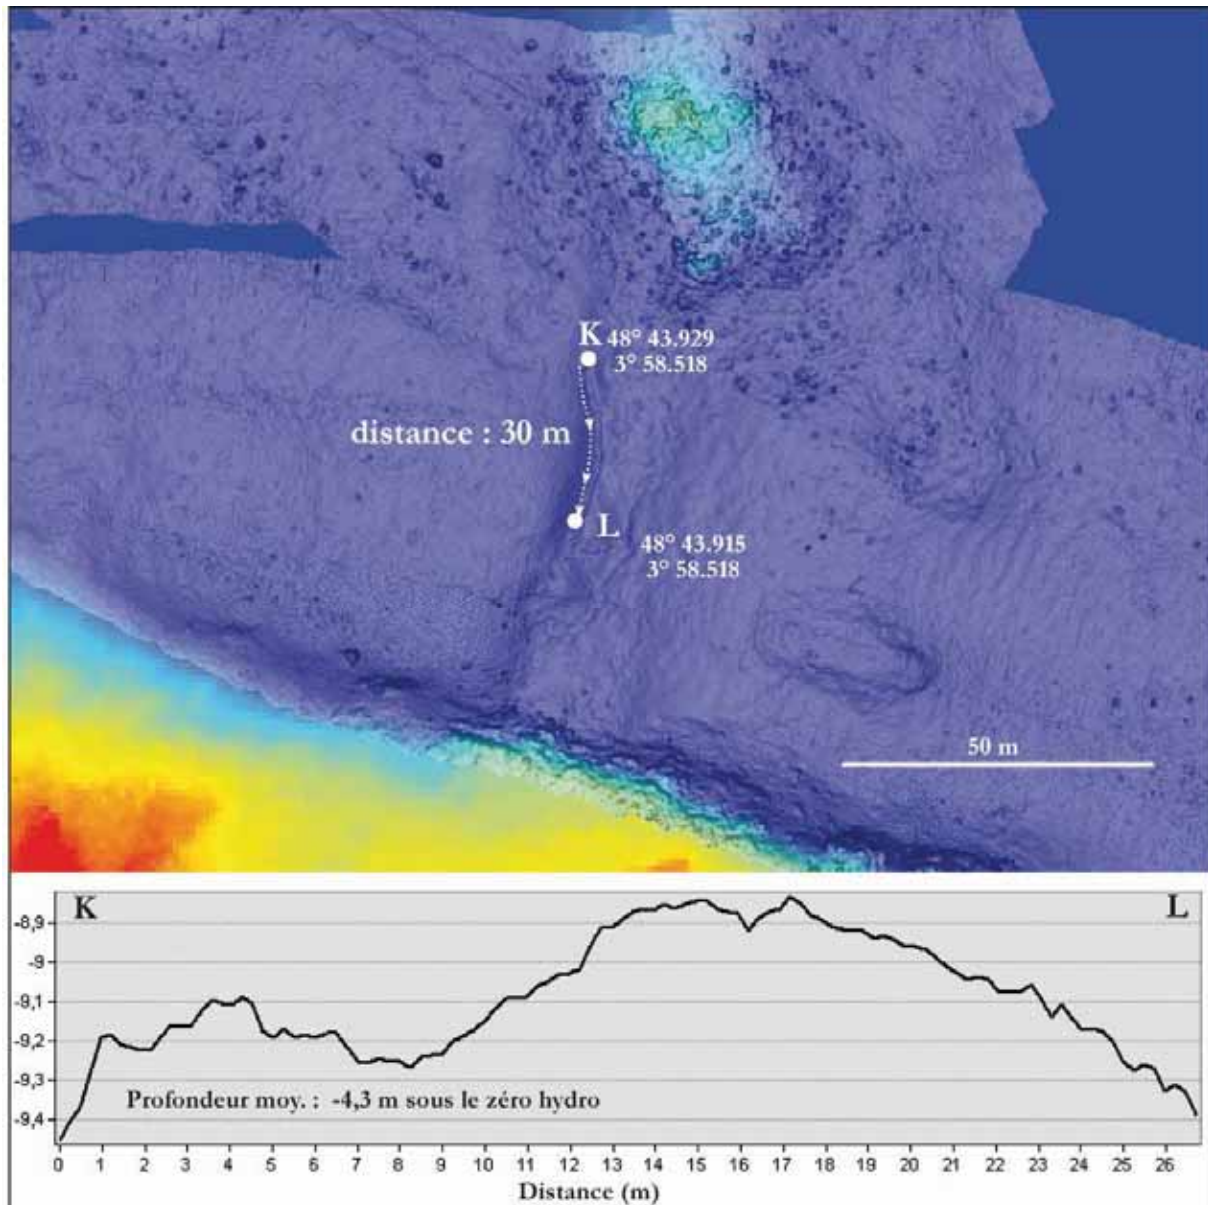 K 48° 43.929
3° 58.518
distance : 30 m
L
48° 43.915
3° 58.518
50 m
K
L
-8,9
-9
-9,1
-9,2
-9,3
-9,4
Profondeur moy. : -4,3 m sous le zéro hydro
0 1 2 3 4 5 6 7 8 9 10 11 12 13 14 15 16 17 18 19 20 21 22 23 24 25 26
Distance (m)